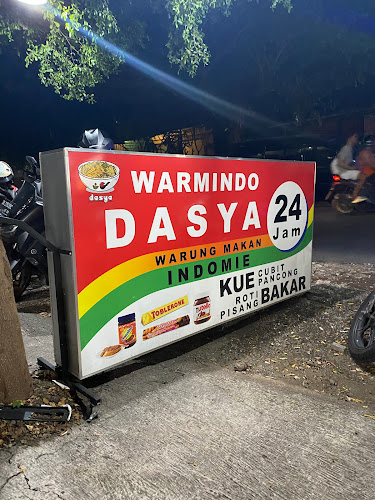 WARMINDO
dasya
DASYA
24
Jam
WARUNG MAKAN
INDOMIE
KUE CUBIT
PANCONG
ROTI BAKAR
PISANG
TOBLERONE